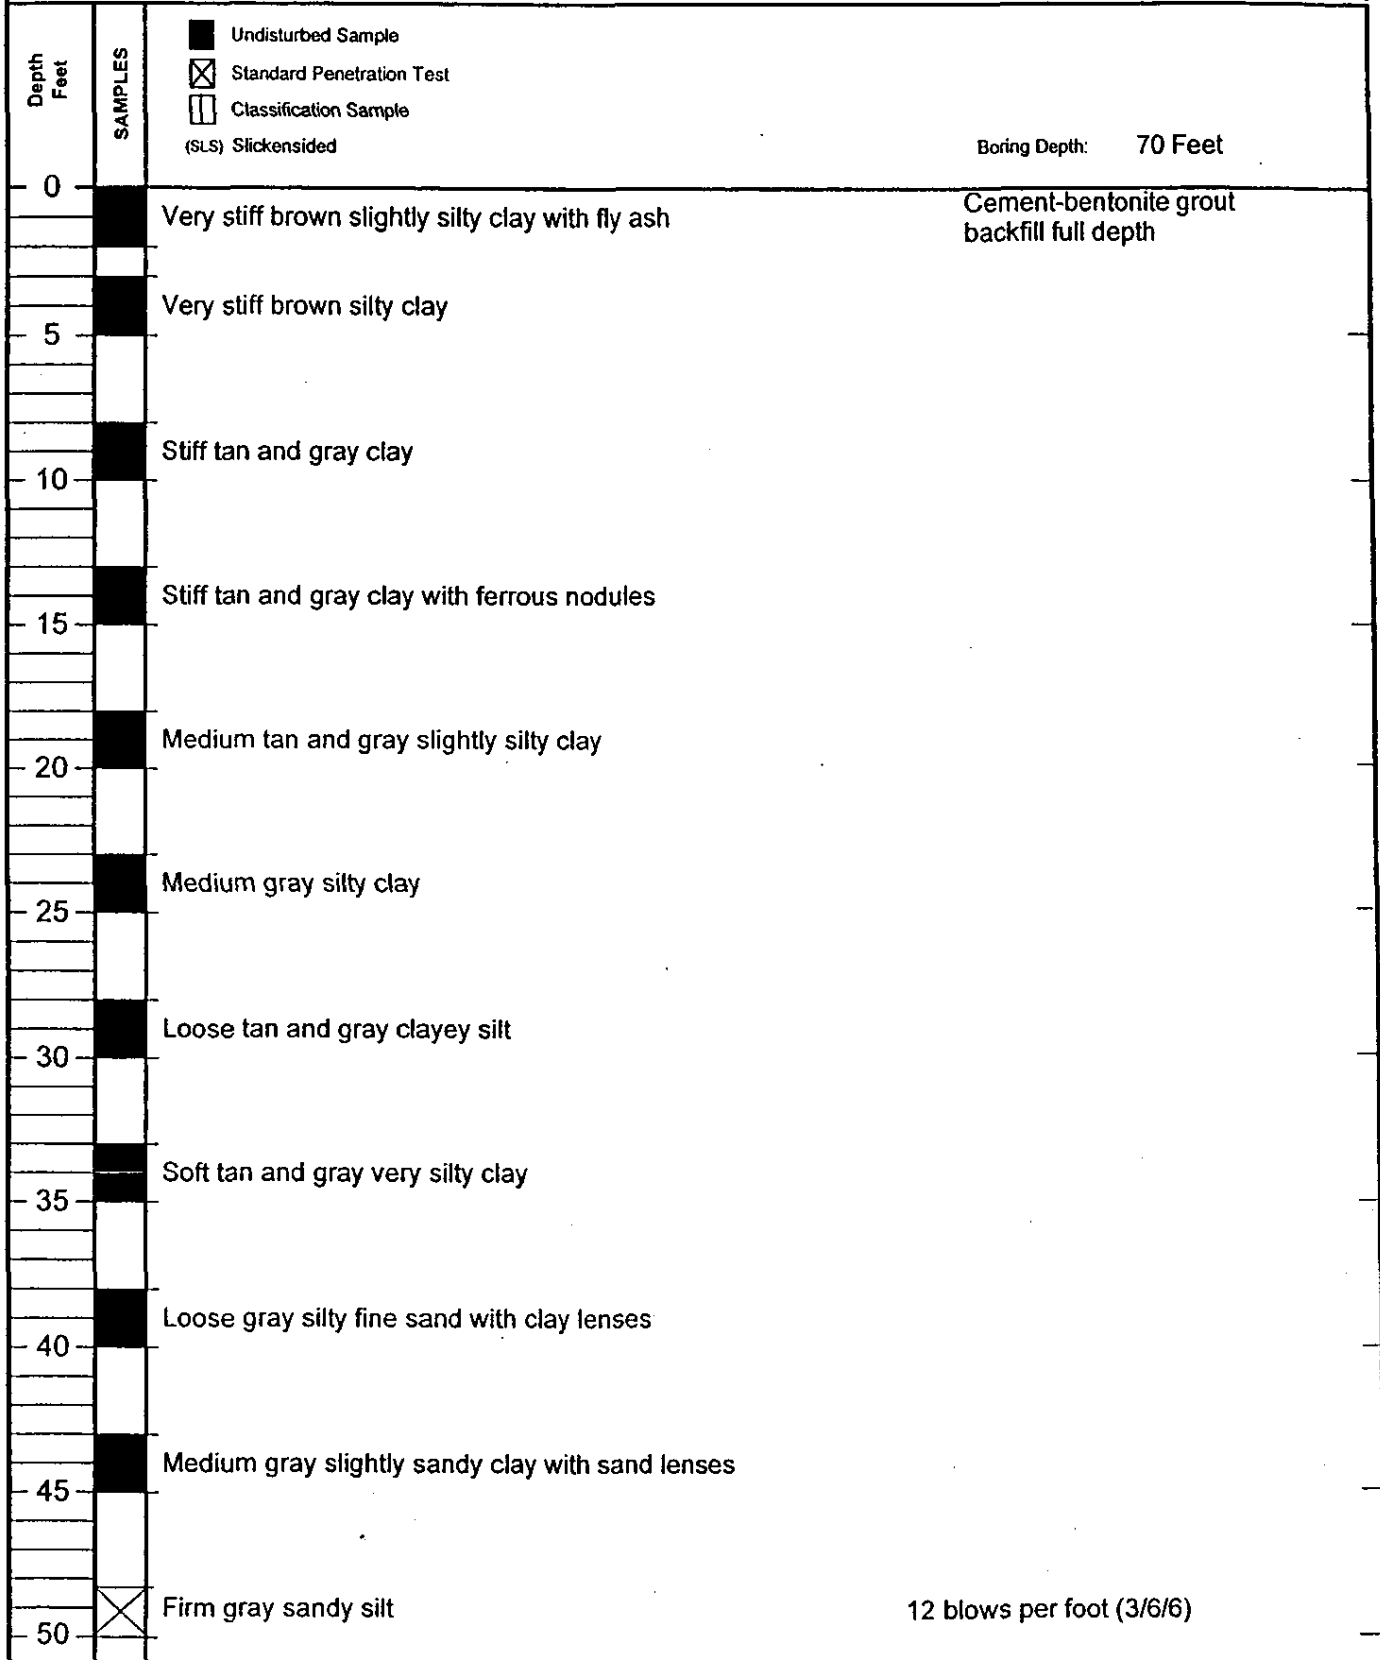 Depth
Feet
SAMPLES
Undisturbed Sample
Standard Penetration Test
Classification Sample
(SLS) Slickensided
Boring Depth: 70 Feet
0
Very stiff brown slightly silty clay with fly ash
Cement-bentonite grout
backfill full depth
Very stiff brown silty clay
5
Stiff tan and gray clay
10
Stiff tan and gray clay with ferrous nodules
15
Medium tan and gray slightly silty clay
20
Medium gray silty clay
25
Loose tan and gray clayey silt
30
Soft tan and gray very silty clay
35
Loose gray silty fine sand with clay lenses
40
Medium gray slightly sandy clay with sand lenses
45
Firm gray sandy silt 12 blows per foot (3/6/6)
50